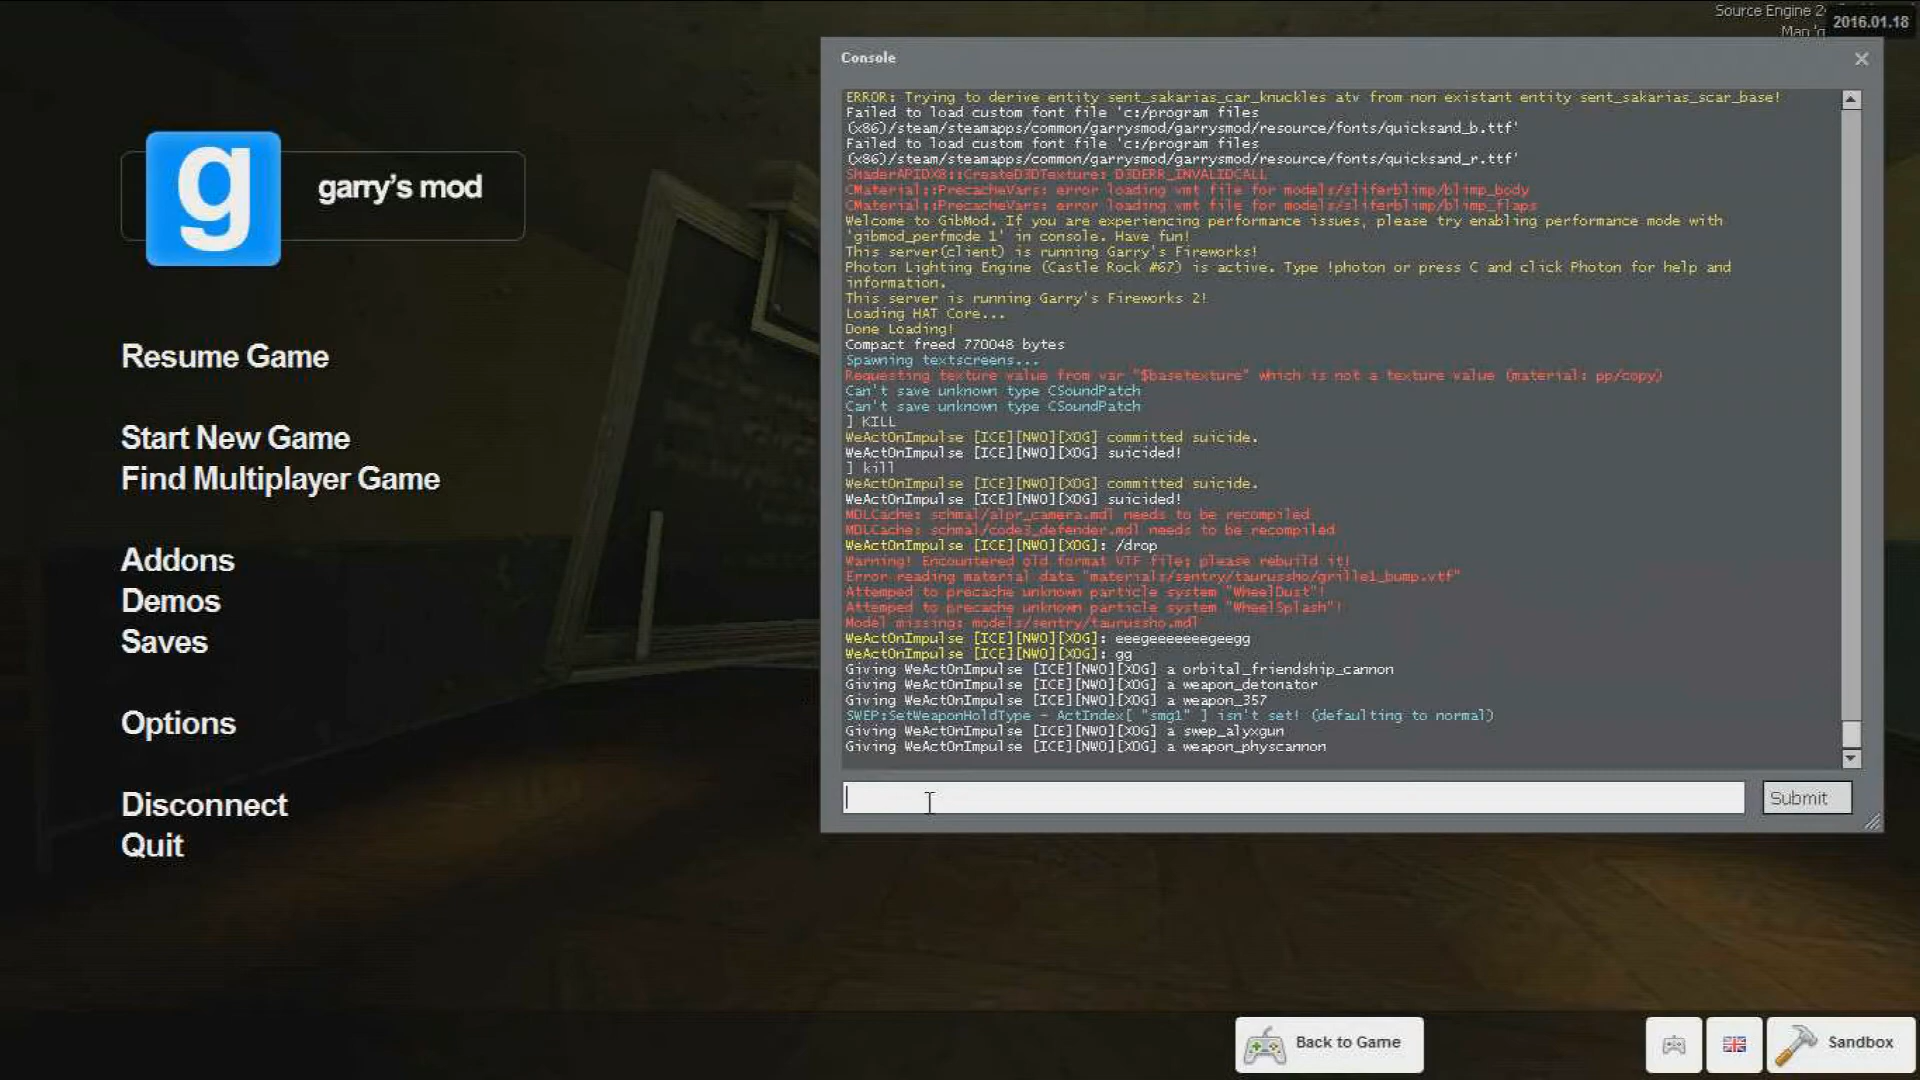 Source Engine 2
2016.01.18
Map 'g
Console
ERROR: Trying to derive entity sent_sakarias_car_knuckles atv from non existant entity sent_sakarias_scar_base!
Failed to load custom font file 'c:/program files
(x86)/steam/steamapps/common/garrysmod/garrysmod/resource/fonts/quicksand_b.ttf'
Failed to load custom font file 'c:/program files
(x86)/steam/steamapps/common/garrysmod/garrysmod/resource/fonts/quicksand_r.ttf'
ShaderAPIDX8::CreateD3DTexture: D3DERR_INVALIDCALL
CMaterial::PrecacheVars: error loading vmt file for models/sliferblimp/blimp_body
CMaterial::PrecacheVars: error loading vmt file for models/sliferblimp/blimp_flaps
Welcome to GibMod. If you are experiencing performance issues, please try enabling performance mode with
'gibmod_perfmode 1' in console. Have fun!
This server(client) is running Garry's Fireworks!
Photon Lighting Engine (Castle Rock #67) is active. Type !photon or press C and click Photon for help and
information.
This server is running Garry's Fireworks 2!
Loading HAT Core...
Done Loading!
Compact freed 770048 bytes
Spawning textscreens...
Requesting texture value from var "$basetexture" which is not a texture value (material: pp/copy)
Can't save unknown type CSoundPatch
Can't save unknown type CSoundPatch
] KILL
WeActOnImpulse [ICE][NWO][XOG] committed suicide.
WeActOnImpulse [ICE][NWO][XOG] suicided!
] kill
WeActOnImpulse [ICE][NWO][XOG] committed suicide.
WeActOnImpulse [ICE][NWO][XOG] suicided!
MDLCache: schmal/alpr_camera.mdl needs to be recompiled
MDLCache: schmal/code3_defender.mdl needs to be recompiled
WeActOnImpulse [ICE][NWO][XOG]: /drop
Warning! Encountered old format VTF file; please rebuild it!
Error reading material data "materials/sentry/taurussho/grille1_bump.vtf"
Attemped to precache unknown particle system "WheelDust"!
Attemped to precache unknown particle system "WheelSplash"!
Model missing: models/sentry/taurussho.mdl
WeActOnImpulse [ICE][NWO][XOG]: eeegeeeeeeegeegg
WeActOnImpulse [ICE][NWO][XOG]: gg
Giving WeActOnImpulse [ICE][NWO][XOG] a orbital_friendship_cannon
Giving WeActOnImpulse [ICE][NWO][XOG] a weapon_detonator
Giving WeActOnImpulse [ICE][NWO][XOG] a weapon_357
SWEP:SetWeaponHoldType - ActIndex[ "smg1" ] isn't set! (defaulting to normal)
Giving WeActOnImpulse [ICE][NWO][XOG] a swep_alyxgun
Giving WeActOnImpulse [ICE][NWO][XOG] a weapon_physcannon
Submit
g
garry's mod
Resume Game
Start New Game
Find Multiplayer Game
Addons
Demos
Saves
Options
Disconnect
Quit
Back to Game
Sandbox